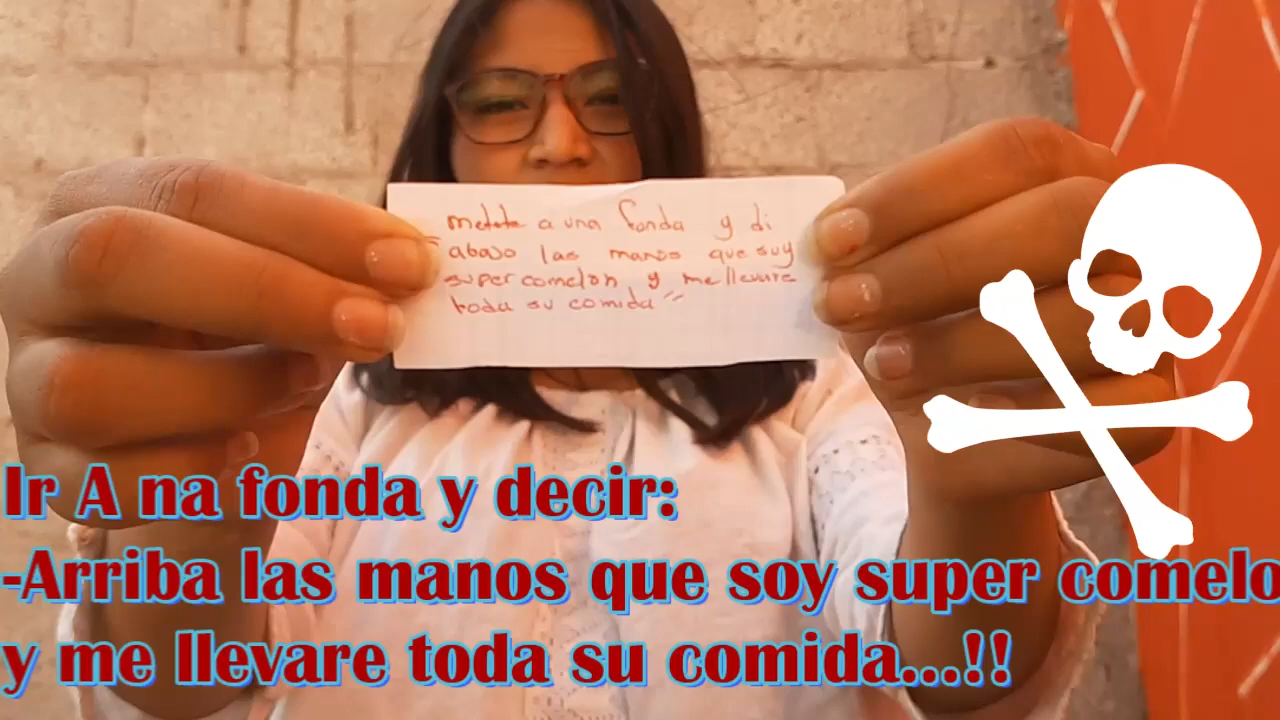 metete a una fonda y di
"abajo las manos que soy
super comelon y me llevare
toda su comida"
Ir A na fonda y decir:
-Arriba las manos que soy super comelo
y me llevare toda su comida...!!